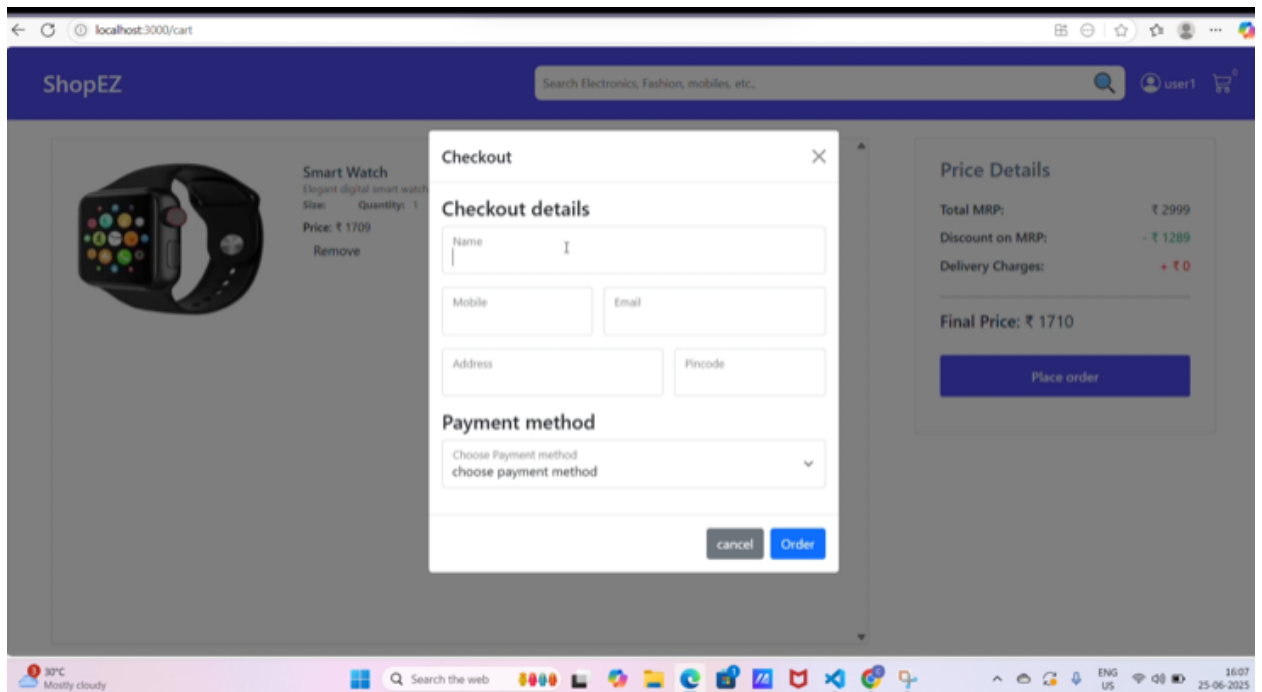 localhost:3000/cart
ShopEZ
Search Electronics, Fashion, mobiles, etc.,
user1
0
Smart Watch
Elegant digital smart watch
Size: Quantity: 1
Price: ₹ 1709
Remove
Checkout
Checkout details
Name
Mobile Email
Address Pincode
Payment method
Choose Payment method
choose payment method
cancel Order
Price Details
Total MRP: ₹ 2999
Discount on MRP: - ₹ 1289
Delivery Charges: + ₹ 0
Final Price: ₹ 1710
Place order
3
30°C
Mostly cloudy
Search the web
ENG
US
16:07
25-06-2025